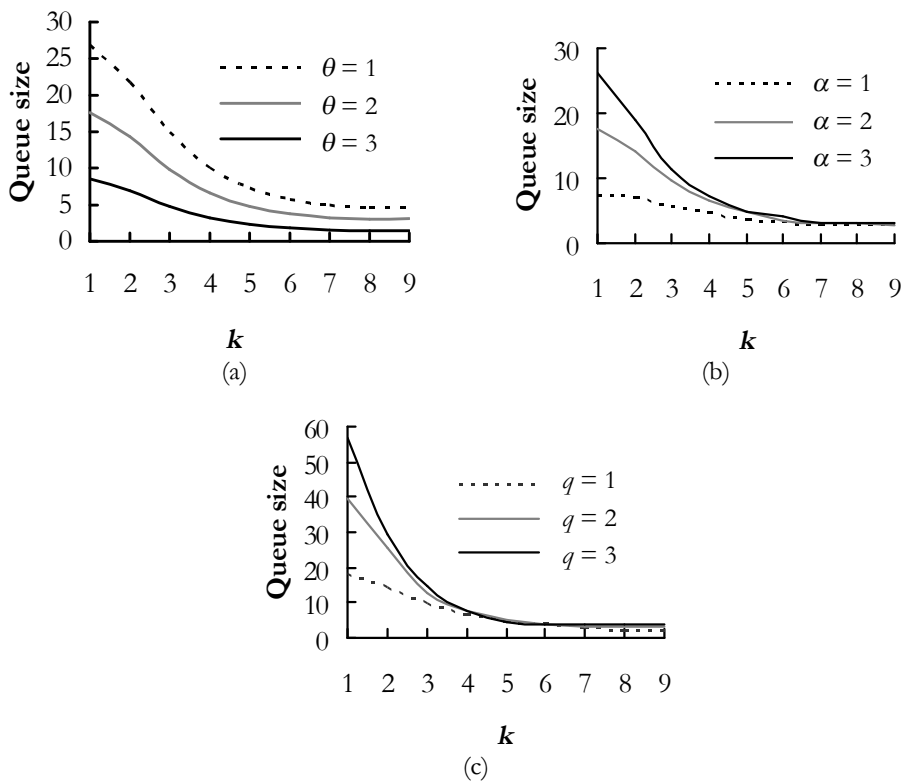 30
25
20
15
10
5
0
Queue size
θ = 1
θ = 2
θ = 3
1 2 3 4 5 6 7 8 9
k
(a)
30
20
10
0
Queue size
α = 1
α = 2
α = 3
1 2 3 4 5 6 7 8 9
k
(b)
60
50
40
30
20
10
0
Queue size
q = 1
q = 2
q = 3
1 2 3 4 5 6 7 8 9
k
(c)